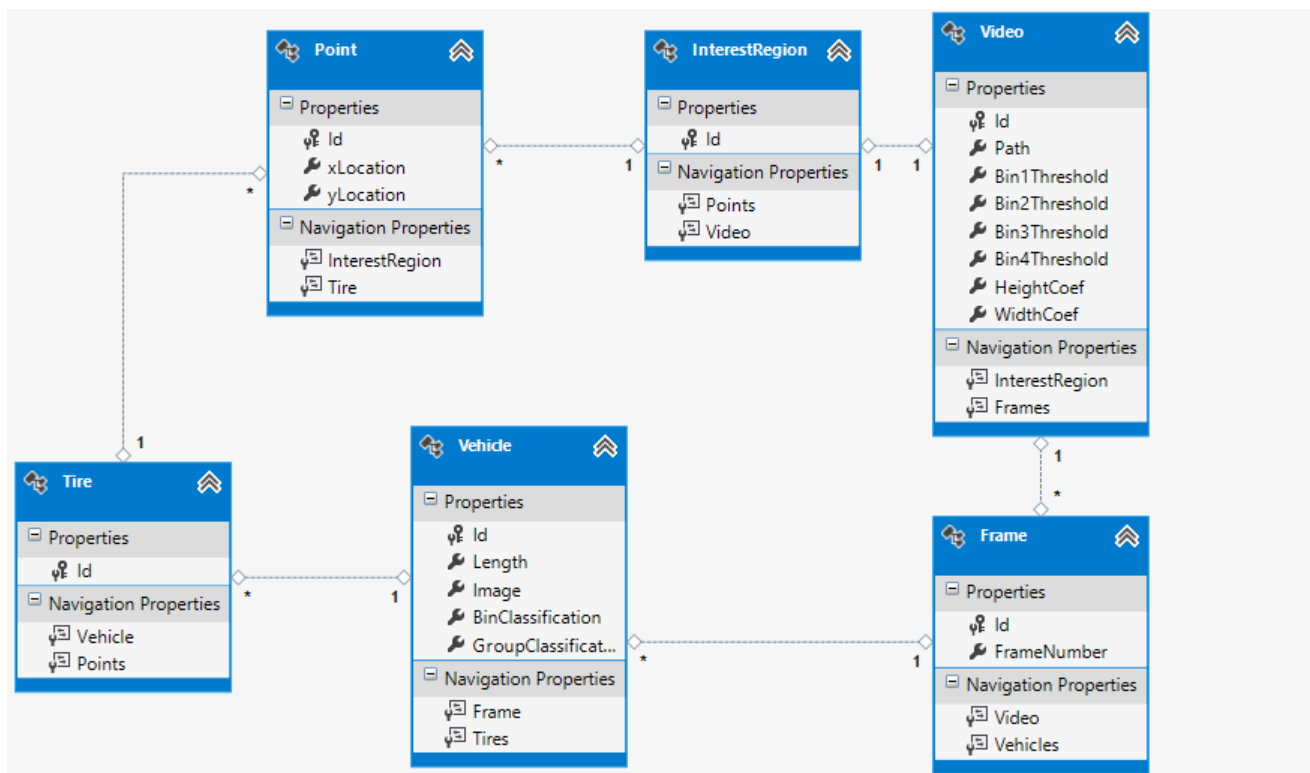 Point
Properties
Id
xLocation
yLocation
Navigation Properties
InterestRegion
Tire
*
1
InterestRegion
Properties
Id
Navigation Properties
Points
Video
1
1
Video
Properties
Id
Path
Bin1Threshold
Bin2Threshold
Bin3Threshold
Bin4Threshold
HeightCoef
WidthCoef
Navigation Properties
InterestRegion
Frames
*
1
Tire
Properties
Id
Navigation Properties
Vehicle
Points
*
1
Vehicle
Properties
Id
Length
Image
BinClassification
GroupClassificat...
Navigation Properties
Frame
Tires
*
1
1
*
Frame
Properties
Id
FrameNumber
Navigation Properties
Video
Vehicles